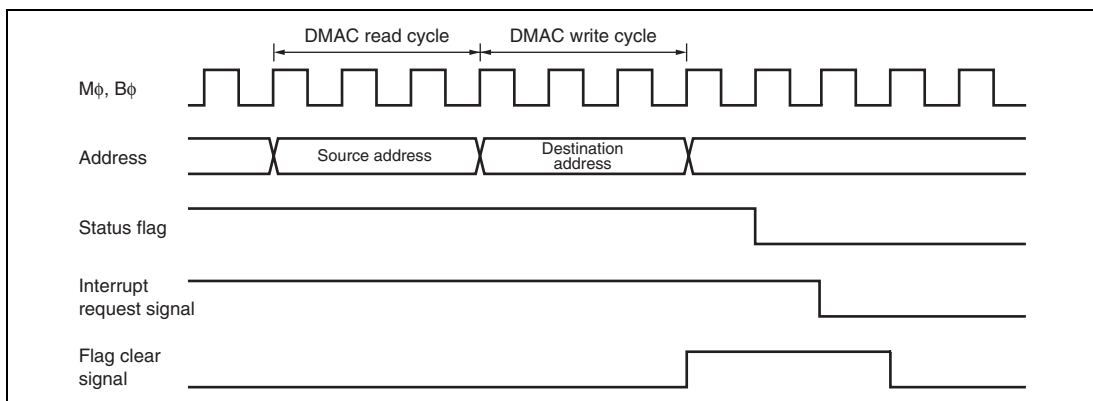 DMAC read cycle DMAC write cycle
Mϕ, Bϕ
Address
Source address
Destination
address
Status flag
Interrupt
request signal
Flag clear
signal